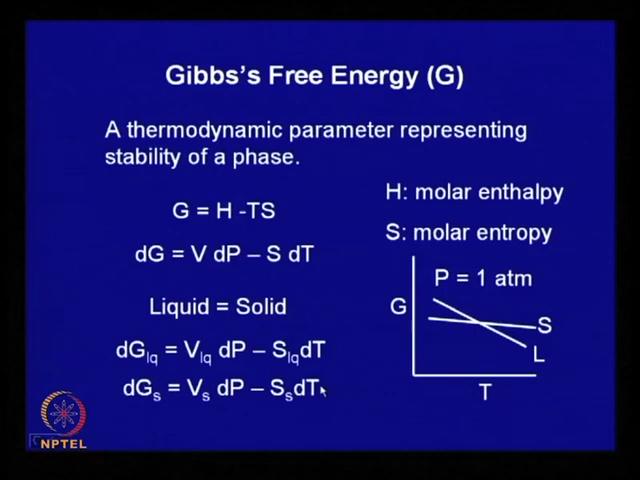 Gibbs's Free Energy (G)
A thermodynamic parameter representing
stability of a phase.
G = H -TS
dG = V dP – S dT
Liquid = Solid
dGlq = Vlq dP – SlqdT
dGs = Vs dP – SsdT
H: molar enthalpy
S: molar entropy
P = 1 atm
G
S
L
T
NPTEL